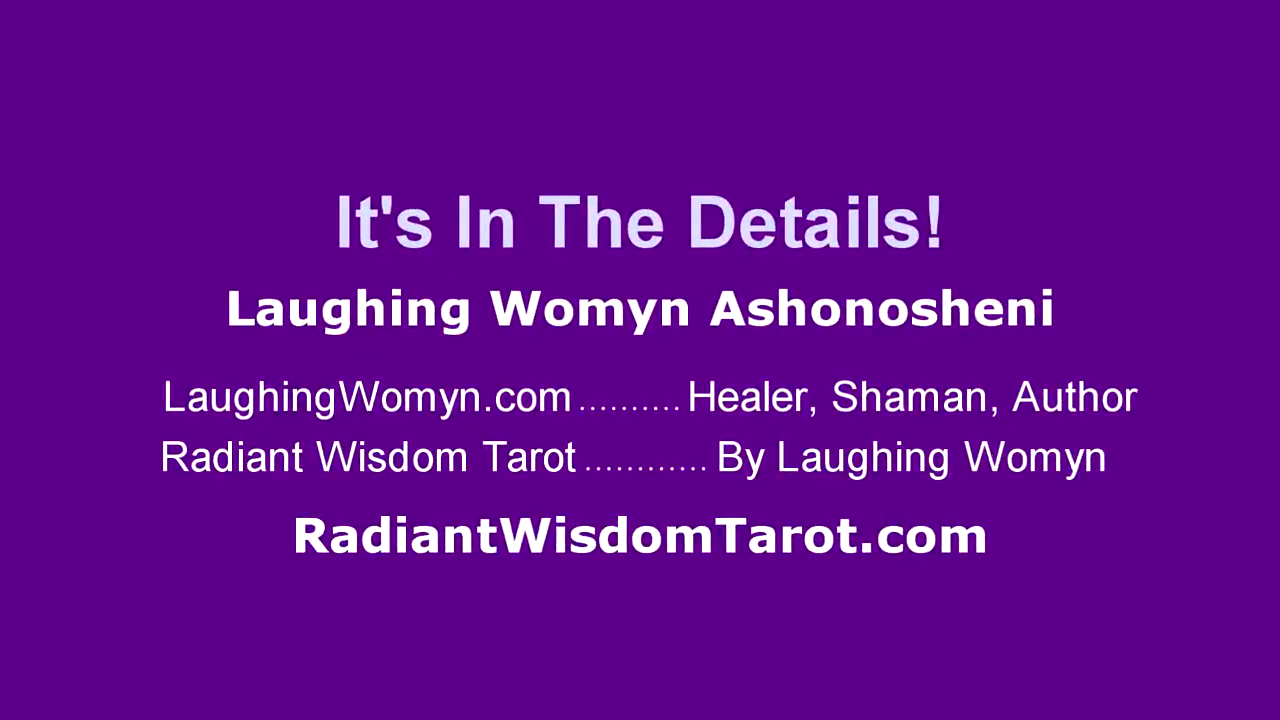 It's In The Details!
Laughing Womyn Ashonosheni
LaughingWomyn.com .......... Healer, Shaman, Author
Radiant Wisdom Tarot ............ By Laughing Womyn
RadiantWisdomTarot.com